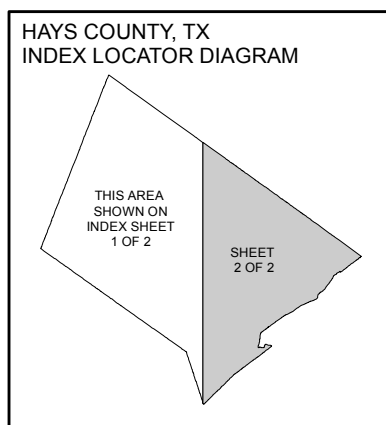 HAYS COUNTY, TX
INDEX LOCATOR DIAGRAM
THIS AREA
SHOWN ON
INDEX SHEET
1 OF 2
SHEET
2 OF 2